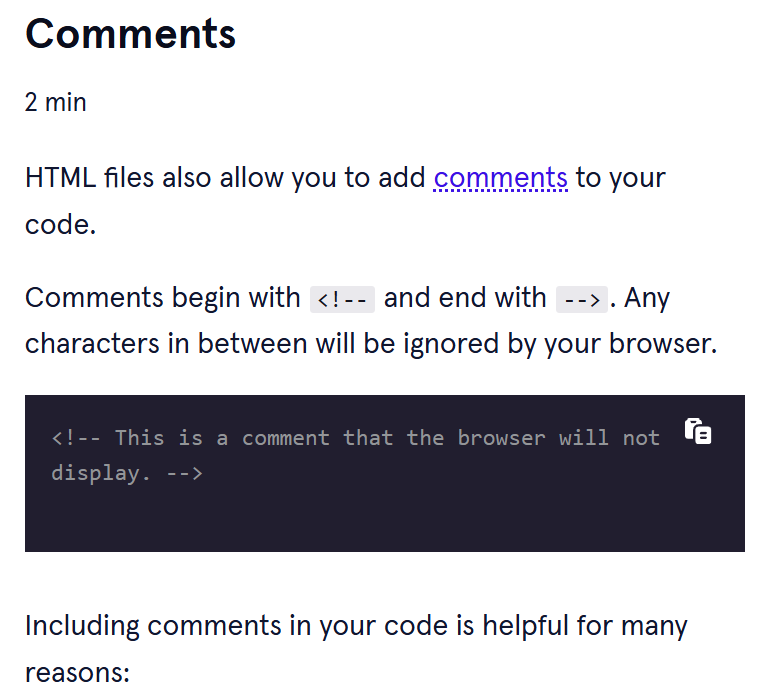 Comments
2 min
HTML files also allow you to add comments to your
code.
Comments begin with <!-- and end with -->. Any
characters in between will be ignored by your browser.
<!-- This is a comment that the browser will not
display. -->
Including comments in your code is helpful for many
reasons: